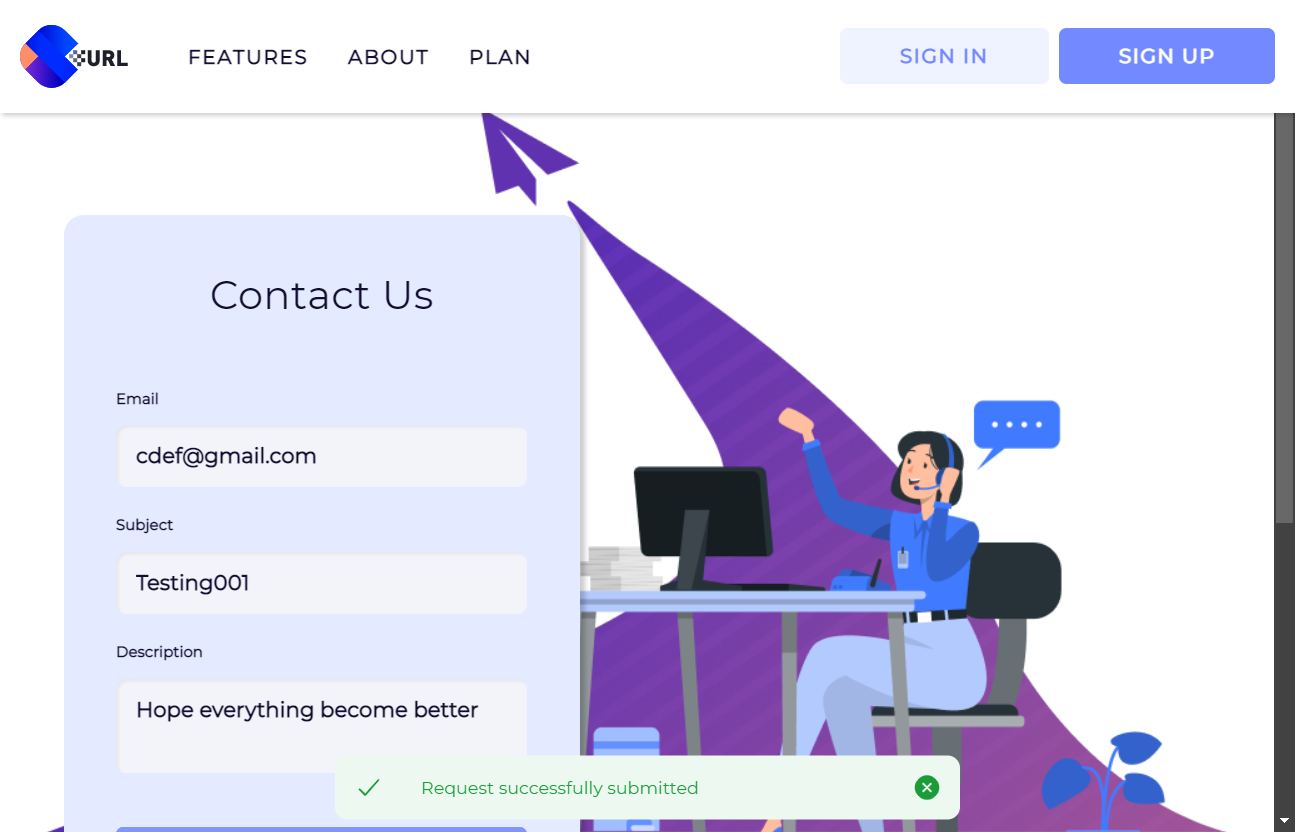 URL
FEATURES ABOUT PLAN SIGN IN SIGN UP
Contact Us
Email
cdef@gmail.com
Subject
Testing001
Description
Hope everything become better
Request successfully submitted